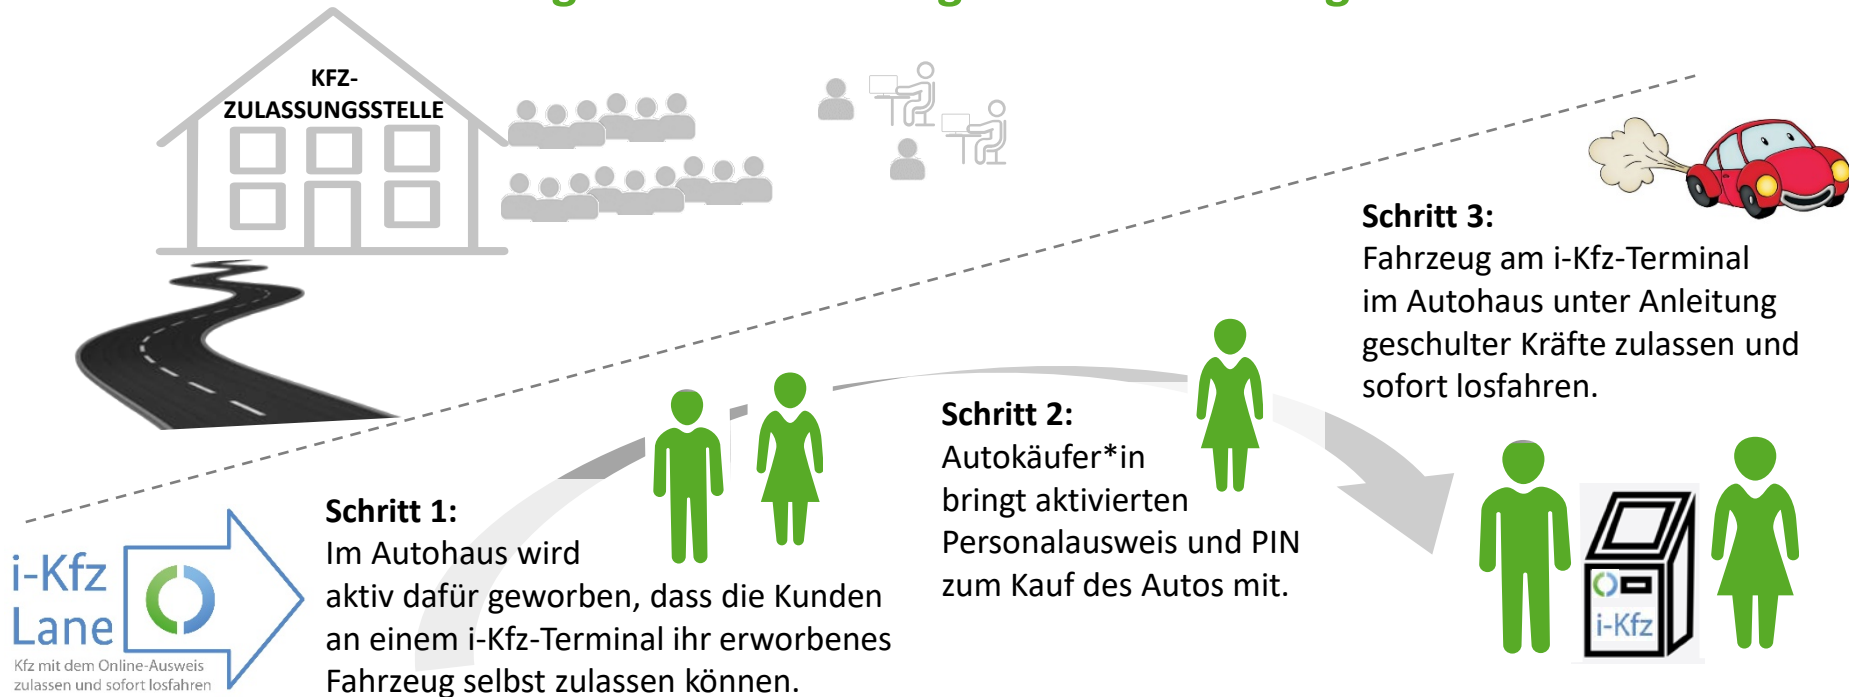 KFZ-
ZULASSUNGSSTELLE
Schritt 1:
Im Autohaus wird
aktiv dafür geworben, dass die Kunden
an einem i-Kfz-Terminal ihr erworbenes
Fahrzeug selbst zulassen können.
Schritt 2:
Autokäufer*in
bringt aktivierten
Personalausweis und PIN
zum Kauf des Autos mit.
Schritt 3:
Fahrzeug am i-Kfz-Terminal
im Autohaus unter Anleitung
geschulter Kräfte zulassen und
sofort losfahren.
i-Kfz
Lane
Kfz mit dem Online-Ausweis
zulassen und sofort losfahren
i-Kfz